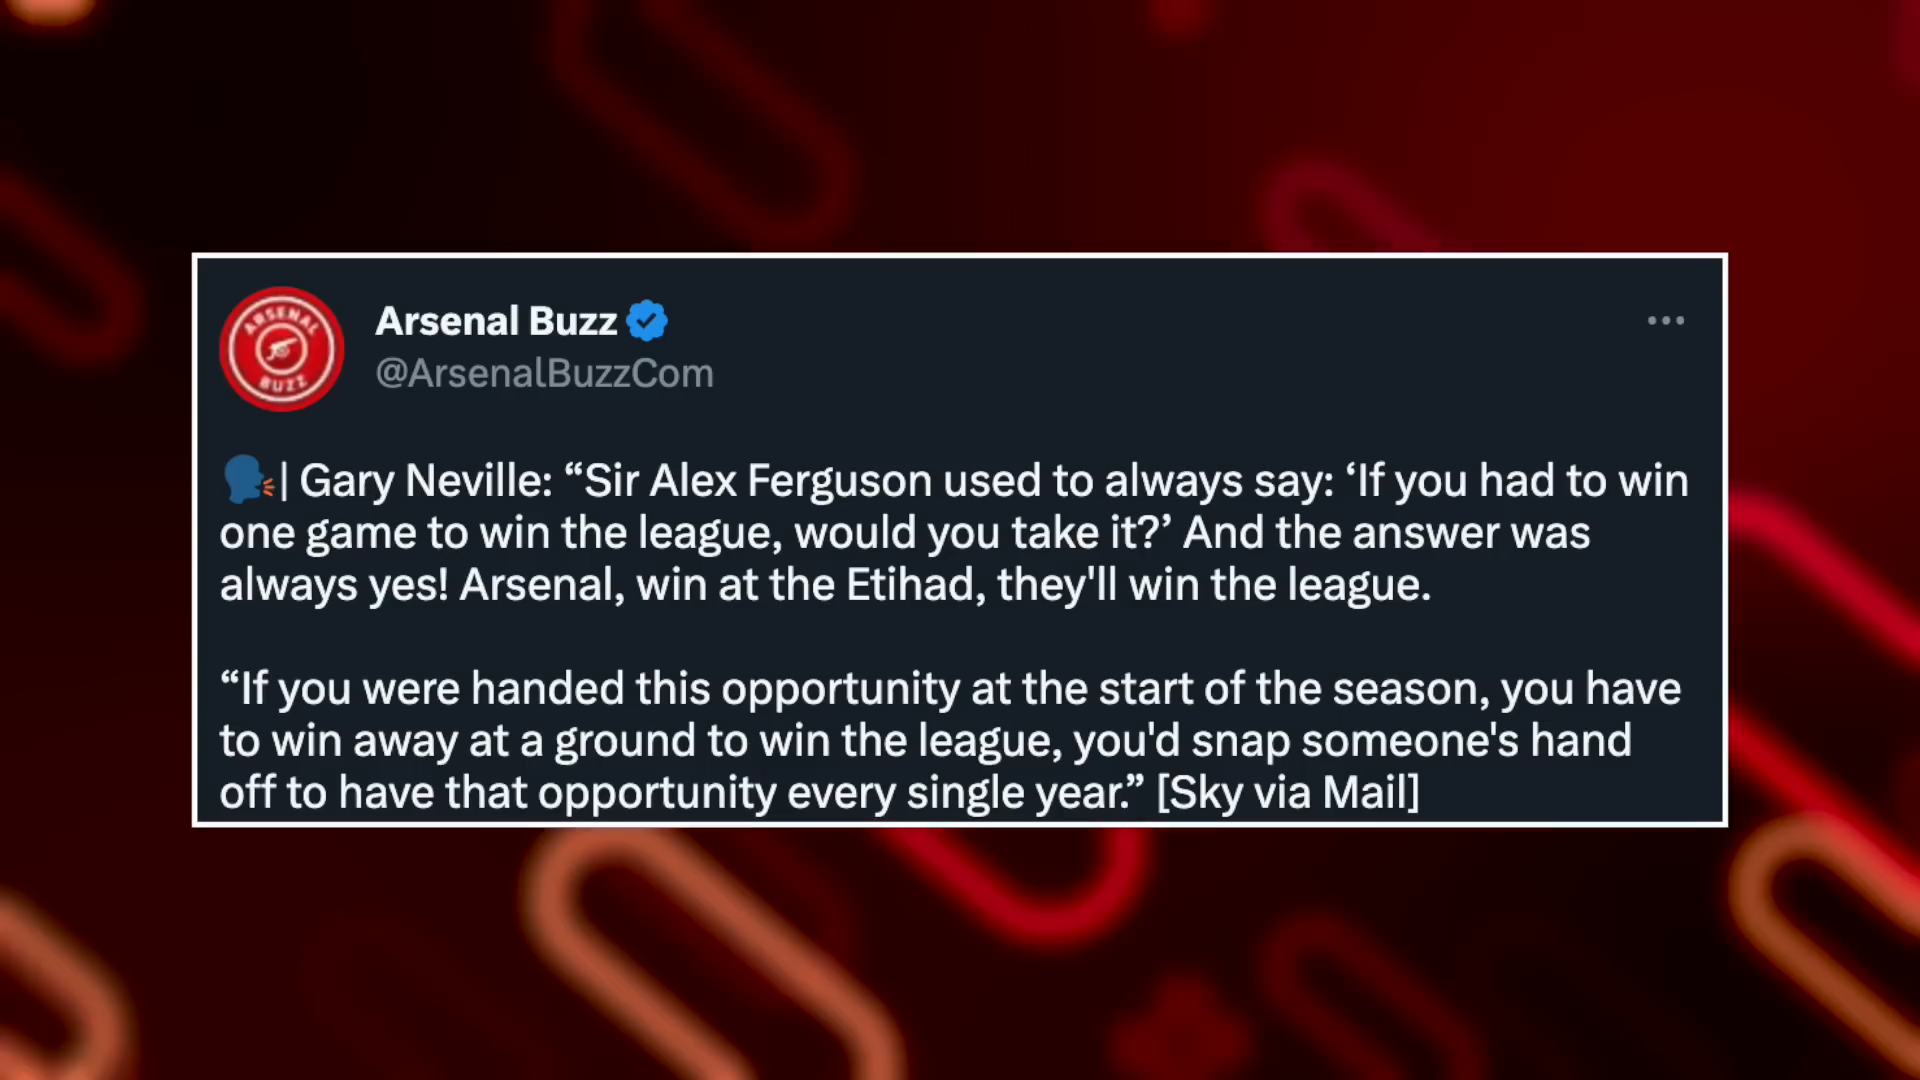 ARSENAL
BUZZ
Arsenal Buzz
@ArsenalBuzzCom
🗣️| Gary Neville: “Sir Alex Ferguson used to always say: ‘If you had to win
one game to win the league, would you take it?’ And the answer was
always yes! Arsenal, win at the Etihad, they'll win the league.
“If you were handed this opportunity at the start of the season, you have
to win away at a ground to win the league, you'd snap someone's hand
off to have that opportunity every single year.” [Sky via Mail]